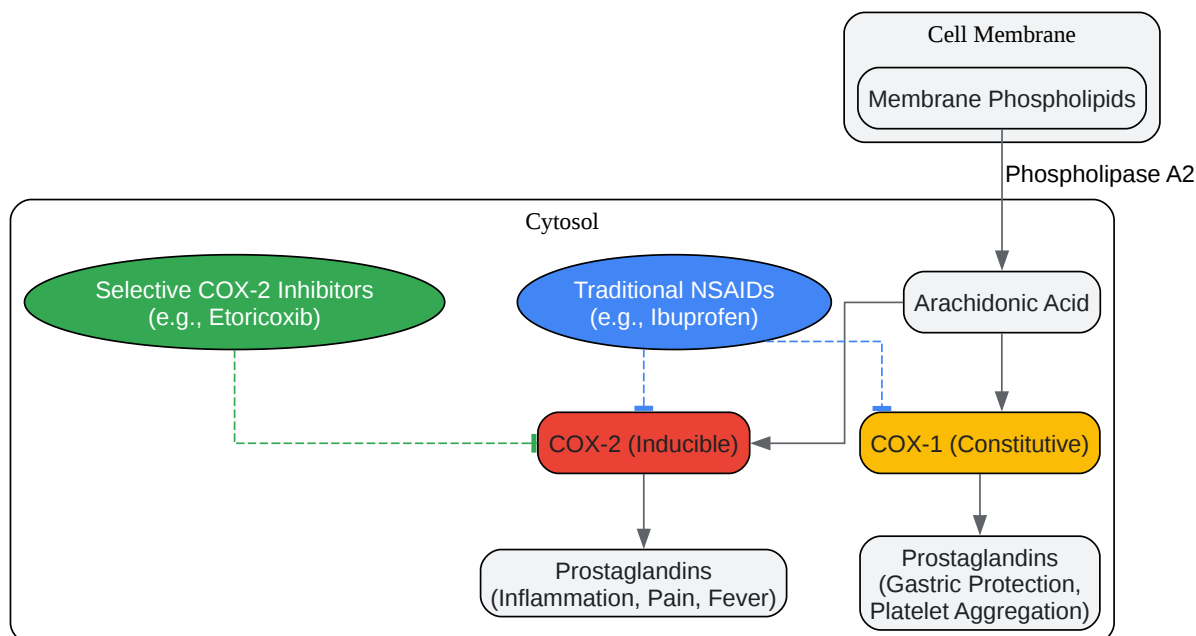 Cell Membrane
Membrane Phospholipids
Phospholipase A2
Cytosol
Selective COX-2 Inhibitors
(e.g., Etoricoxib)
Traditional NSAIDs
(e.g., Ibuprofen)
Arachidonic Acid
COX-2 (Inducible)
COX-1 (Constitutive)
Prostaglandins
(Inflammation, Pain, Fever)
Prostaglandins
(Gastric Protection,
Platelet Aggregation)